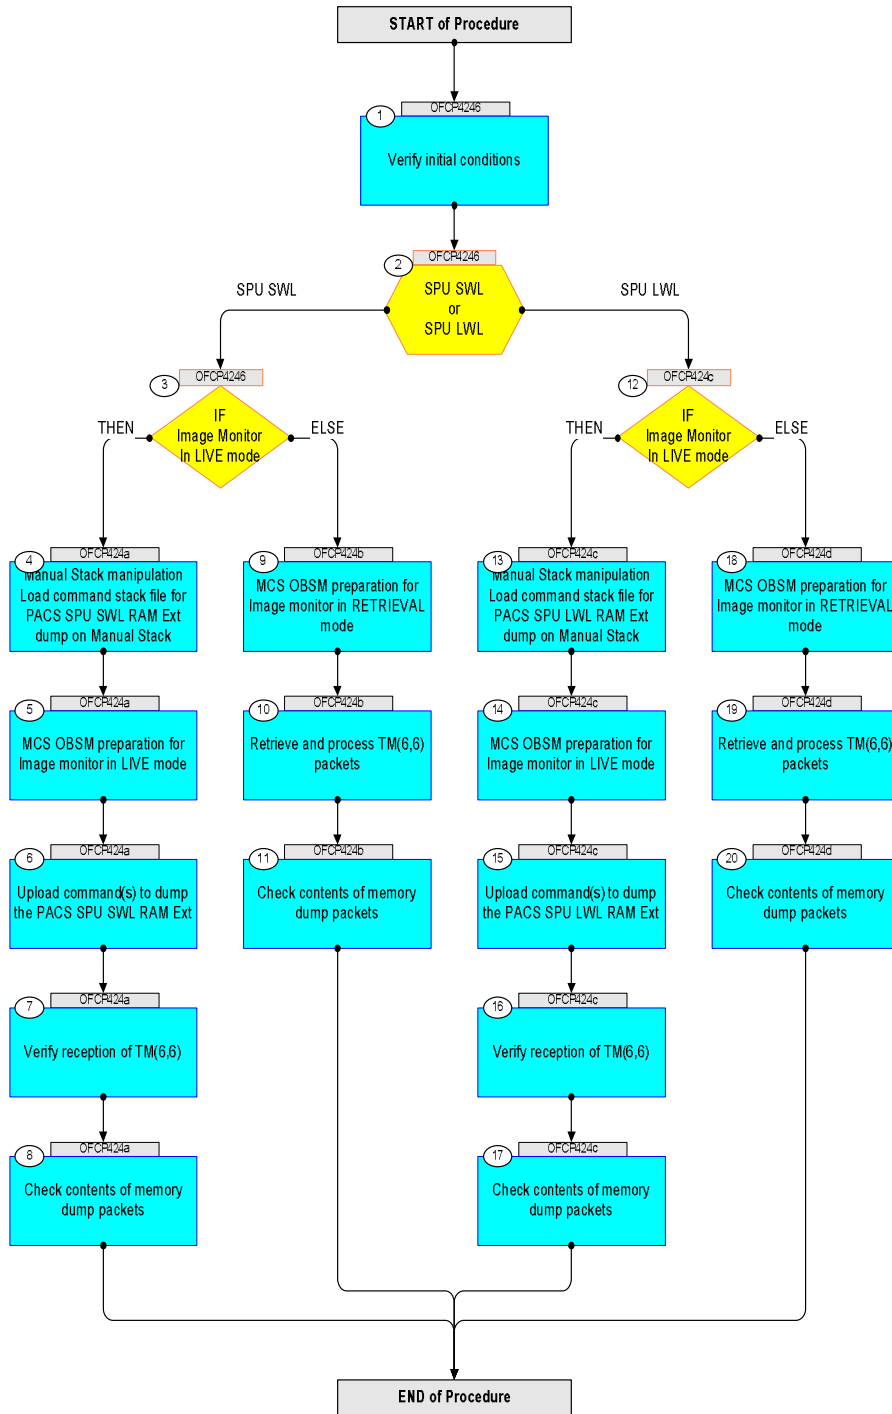 START of Procedure
OFCP4246
1
Verify initial conditions
OFCP4246
2
SPU SWL
or
SPU LWL
SPU SWL
SPU LWL
OFCP4246
3
IF
Image Monitor
In LIVE mode
THEN
ELSE
OFCP424c
12
IF
Image Monitor
In LIVE mode
THEN
ELSE
OFCP424a
4
Manual Stack manipulation
Load command stack file for
PACS SPU SWL RAM Ext
dump on Manual Stack
OFCP424b
9
MCS OBSM preparation for
Image monitor in RETRIEVAL
mode
OFCP424c
13
Manual Stack manipulation
Load command stack file for
PACS SPU LWL RAM Ext
dump on Manual Stack
OFCP424d
18
MCS OBSM preparation for
Image monitor in RETRIEVAL
mode
OFCP424a
5
MCS OBSM preparation for
Image monitor in LIVE mode
OFCP424b
10
Retrieve and process TM(6,6)
packets
OFCP424c
14
MCS OBSM preparation for
Image monitor in LIVE mode
OFCP424d
19
Retrieve and process TM(6,6)
packets
OFCP424a
6
Upload command(s) to dump
the PACS SPU SWL RAM Ext
OFCP424b
11
Check contents of memory
dump packets
OFCP424c
15
Upload command(s) to dump
the PACS SPU LWL RAM Ext
OFCP424d
20
Check contents of memory
dump packets
OFCP424a
7
Verify reception of TM(6,6)
OFCP424c
16
Verify reception of TM(6,6)
OFCP424a
8
Check contents of memory
dump packets
OFCP424c
17
Check contents of memory
dump packets
END of Procedure